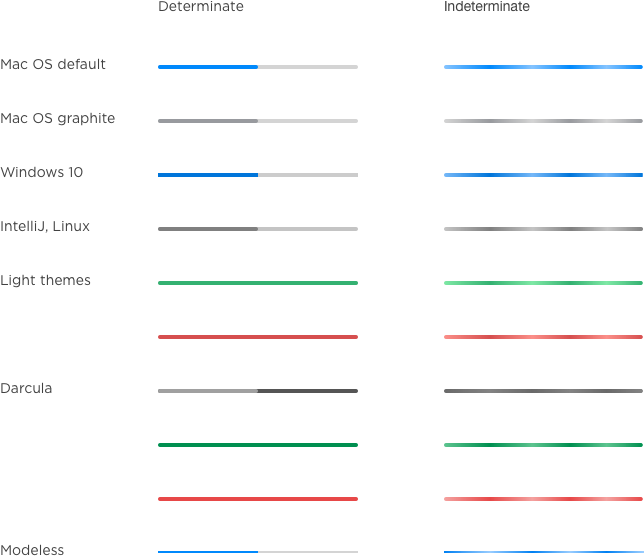 Determinate Indeterminate
Mac OS default
Mac OS graphite
Windows 10
IntelliJ, Linux
Light themes
Darcula
Modeless